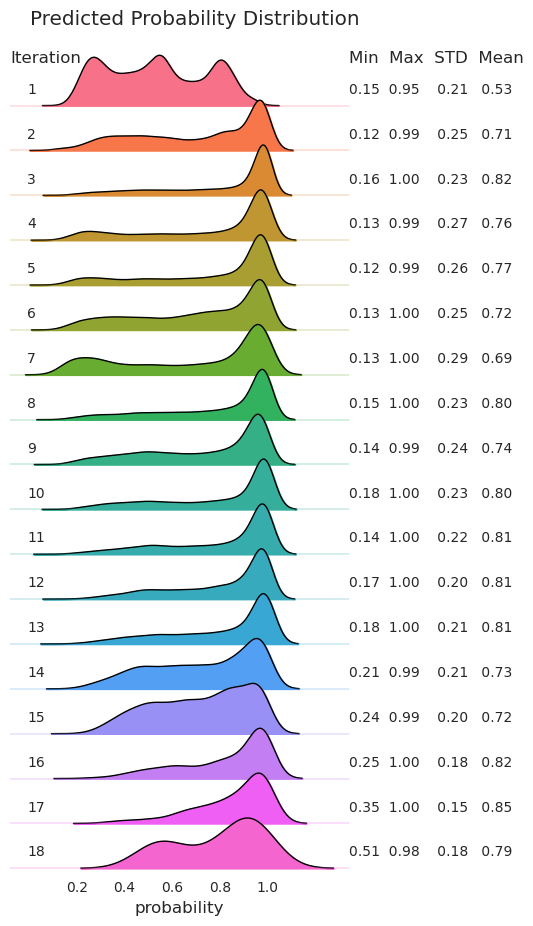 Predicted Probability Distribution
Iteration Min Max STD Mean
1 0.15 0.95 0.21 0.53
2 0.12 0.99 0.25 0.71
3 0.16 1.00 0.23 0.82
4 0.13 0.99 0.27 0.76
5 0.12 0.99 0.26 0.77
6 0.13 1.00 0.25 0.72
7 0.13 1.00 0.29 0.69
8 0.15 1.00 0.23 0.80
9 0.14 0.99 0.24 0.74
10 0.18 1.00 0.23 0.80
11 0.14 1.00 0.22 0.81
12 0.17 1.00 0.20 0.81
13 0.18 1.00 0.21 0.81
14 0.21 0.99 0.21 0.73
15 0.24 0.99 0.20 0.72
16 0.25 1.00 0.18 0.82
17 0.35 1.00 0.15 0.85
18 0.51 0.98 0.18 0.79
0.2 0.4 0.6 0.8 1.0
probability